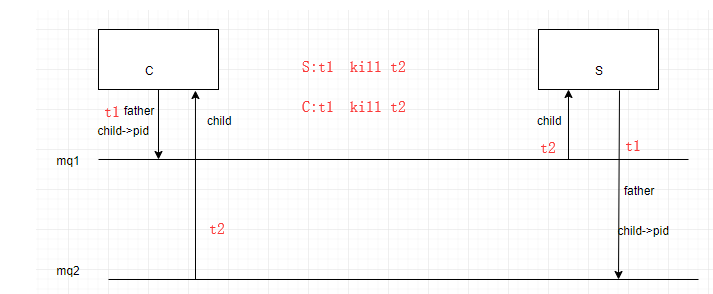 C
S
S:t1 kill t2
C:t1 kill t2
t1 father
child->pid
child
child
t2
t1
mq1
father
t2
child->pid
mq2